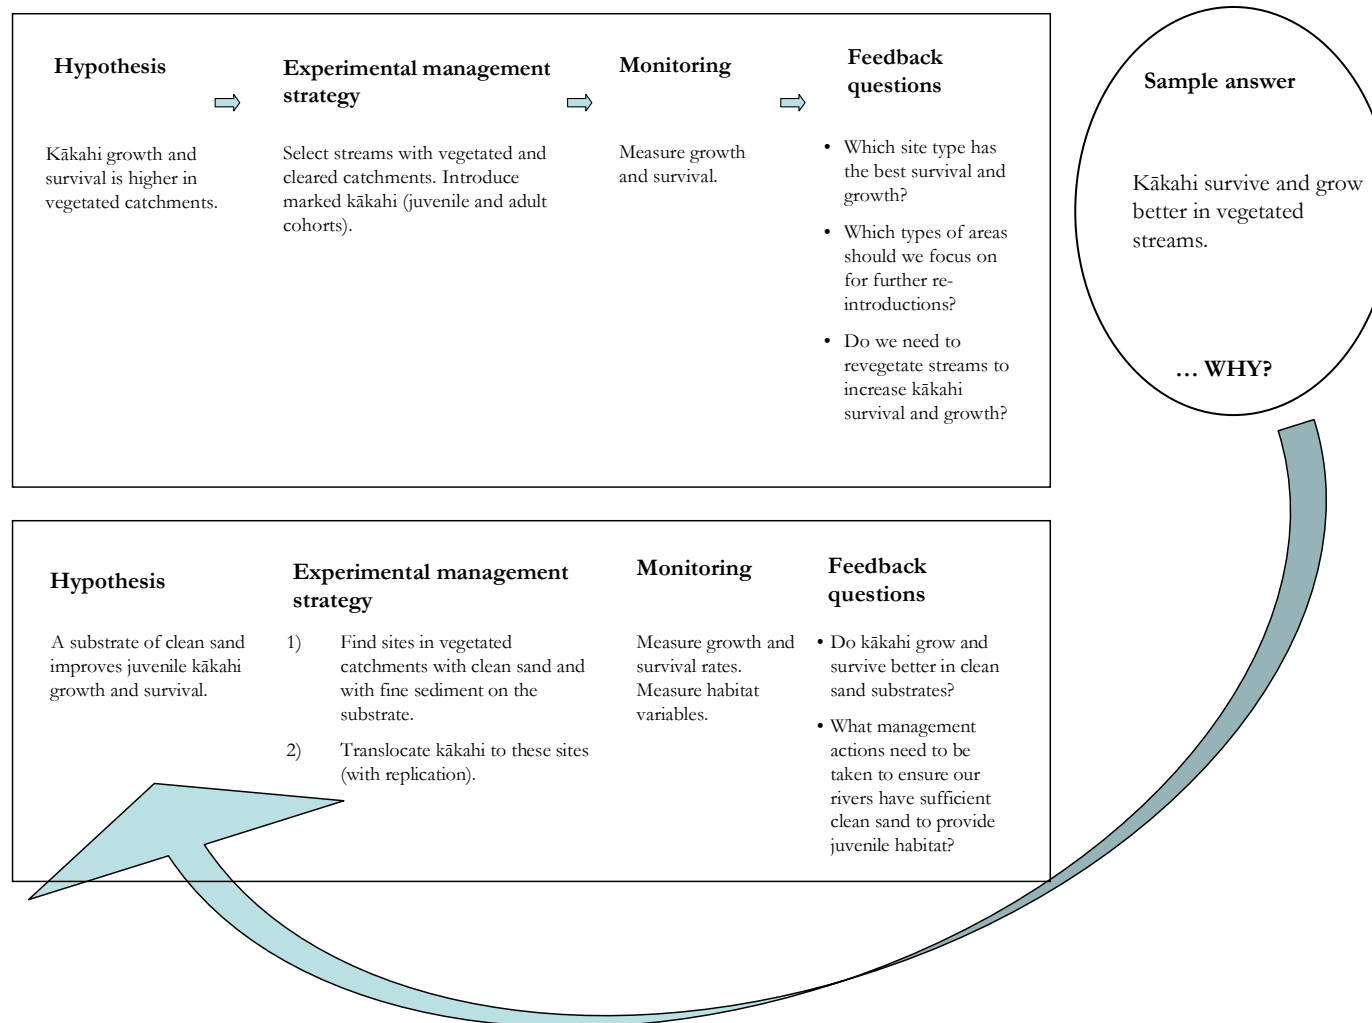 Hypothesis
Kākahi growth and
survival is higher in
vegetated catchments.
Experimental management
strategy
Select streams with vegetated and
cleared catchments. Introduce
marked kākahi (juvenile and adult
cohorts).
Monitoring
Measure growth
and survival.
Feedback
questions
• Which site type has
the best survival and
growth?
• Which types of areas
should we focus on
for further re-
introductions?
• Do we need to
revegetate streams to
increase kākahi
survival and growth?
Sample answer
Kākahi survive and grow
better in vegetated
streams.
… WHY?
Hypothesis
A substrate of clean sand
improves juvenile kākahi
growth and survival.
Experimental management
strategy
1) Find sites in vegetated
catchments with clean sand and
with fine sediment on the
substrate.
2) Translocate kākahi to these sites
(with replication).
Monitoring
Measure growth and
survival rates.
Measure habitat
variables.
Feedback
questions
• Do kākahi grow and
survive better in clean
sand substrates?
• What management
actions need to be
taken to ensure our
rivers have sufficient
clean sand to provide
juvenile habitat?